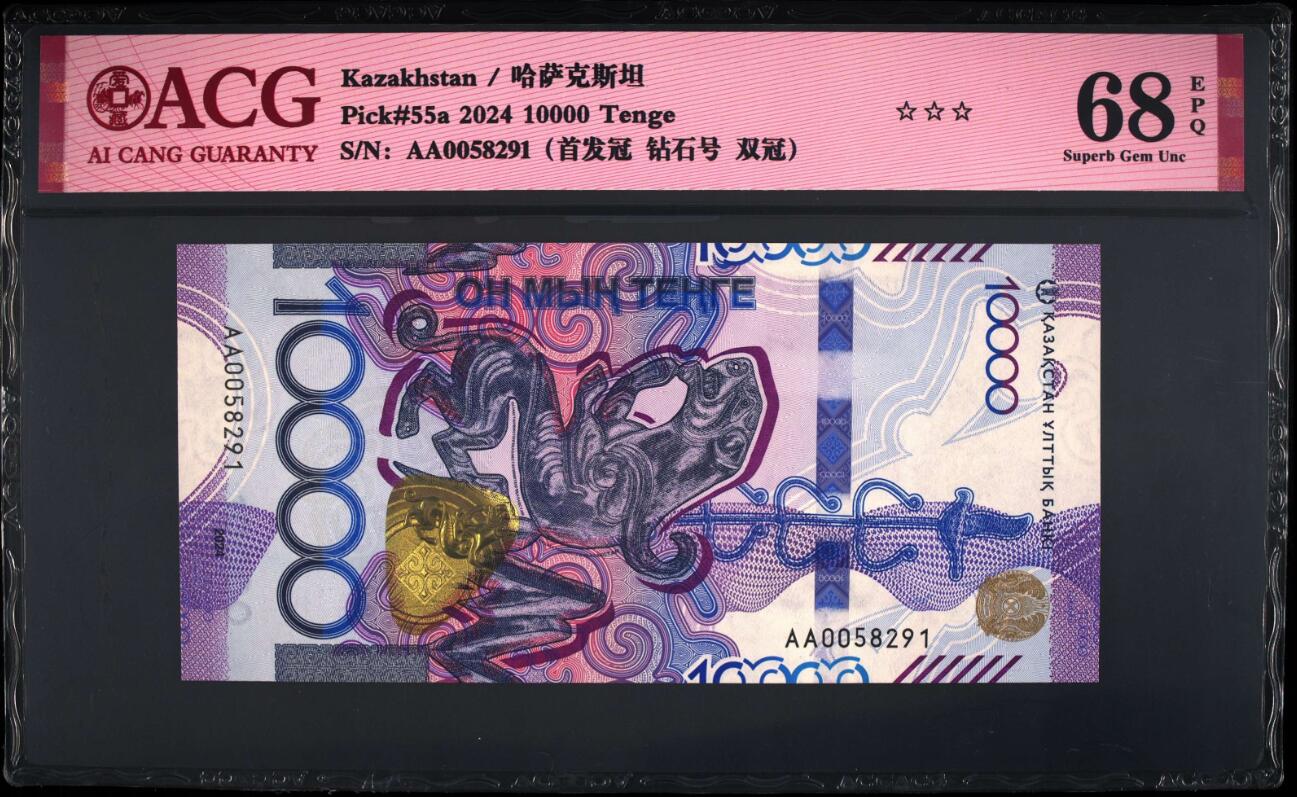 ACG
AI CANG GUARANTY
Kazakhstan / 哈萨克斯坦
Pick#55a 2024 10000 Tenge
S/N: AA0058291 (首发冠 钻石号 双冠)
☆☆☆
68
EPQ
Superb Gem Unc
10000
ОН МЫҢ ТЕҢГЕ
10000
10000
ҚАЗАҚСТАН ҰЛТТЫҚ БАНКІ
AA0058291
2024
AA0058291
10000